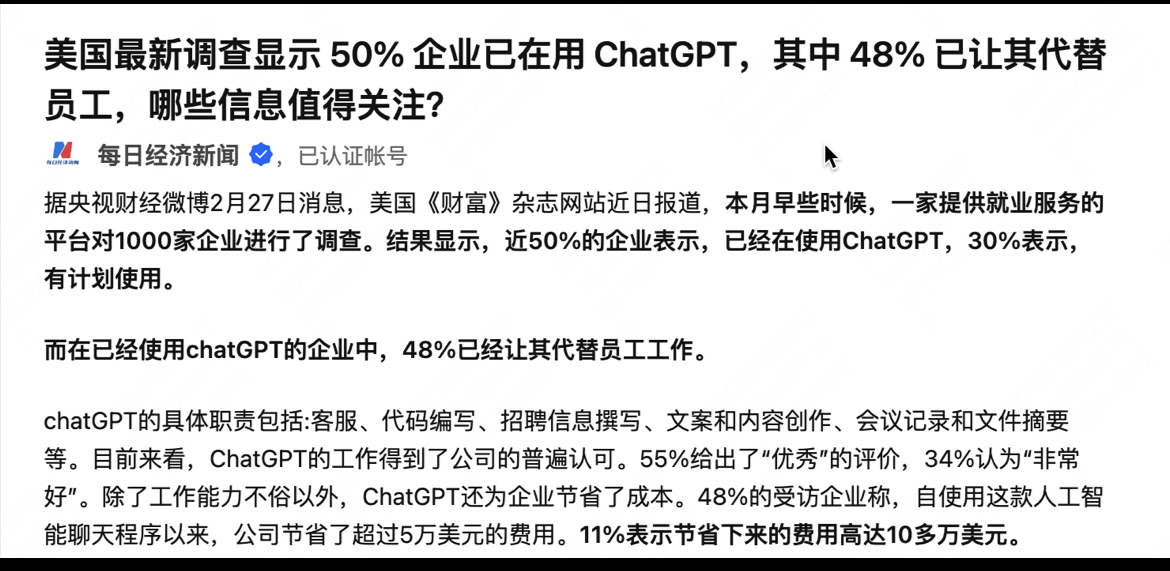 美国最新调查显示 50% 企业已在用 ChatGPT，其中 48% 已让其代替
员工，哪些信息值得关注？
每日经济新闻 ，已认证帐号
据央视财经微博2月27日消息，美国《财富》杂志网站近日报道，本月早些时候，一家提供就业服务的
平台对1000家企业进行了调查。结果显示，近50%的企业表示，已经在使用ChatGPT，30%表示，
有计划使用。
而在已经使用chatGPT的企业中，48%已经让其代替员工工作。
chatGPT的具体职责包括:客服、代码编写、招聘信息撰写、文案和内容创作、会议记录和文件摘要
等。目前来看，ChatGPT的工作得到了公司的普遍认可。55%给出了“优秀”的评价，34%认为“非常
好”。除了工作能力不俗以外，ChatGPT还为企业节省了成本。48%的受访企业称，自使用这款人工智
能聊天程序以来，公司节省了超过5万美元的费用。11%表示节省下来的费用高达10多万美元。